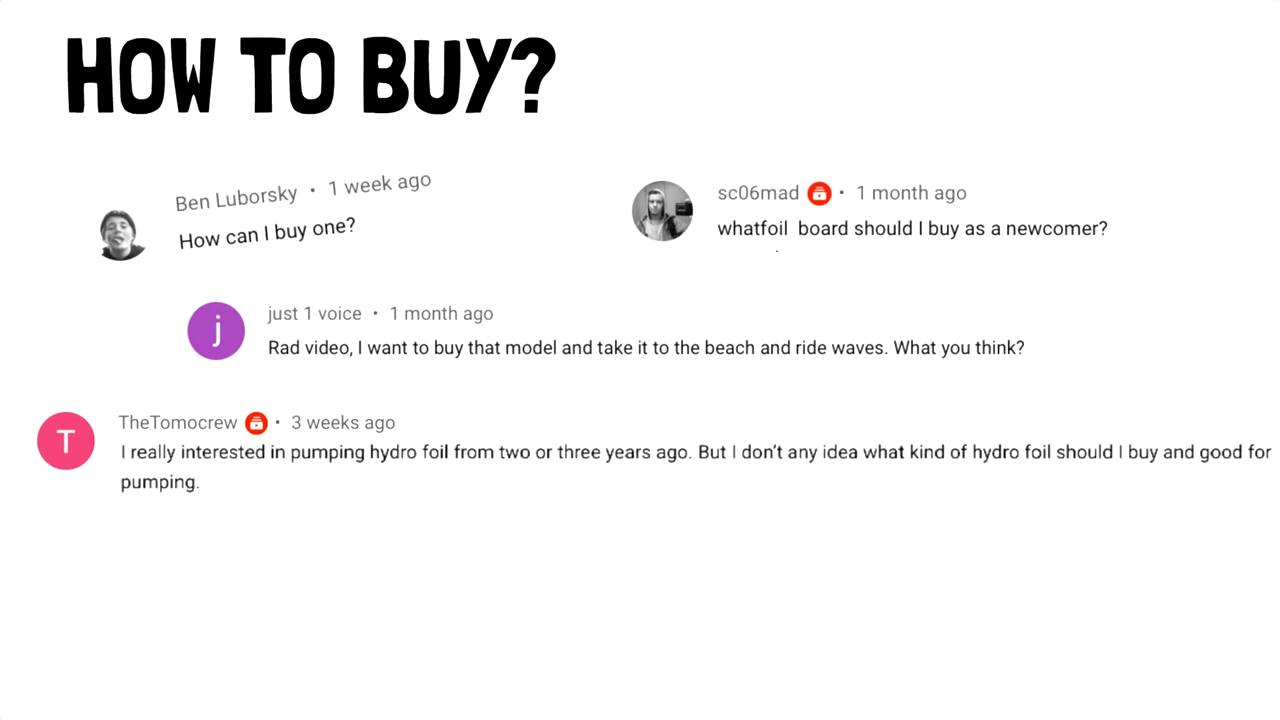 HOW TO BUY?
Ben Luborsky • 1 week ago
How can I buy one?
sc06mad • 1 month ago
whatfoil board should I buy as a newcomer?
j
just 1 voice • 1 month ago
Rad video, I want to buy that model and take it to the beach and ride waves. What you think?
T
TheTomocrew • 3 weeks ago
I really interested in pumping hydro foil from two or three years ago. But I don't any idea what kind of hydro foil should I buy and good for
pumping.